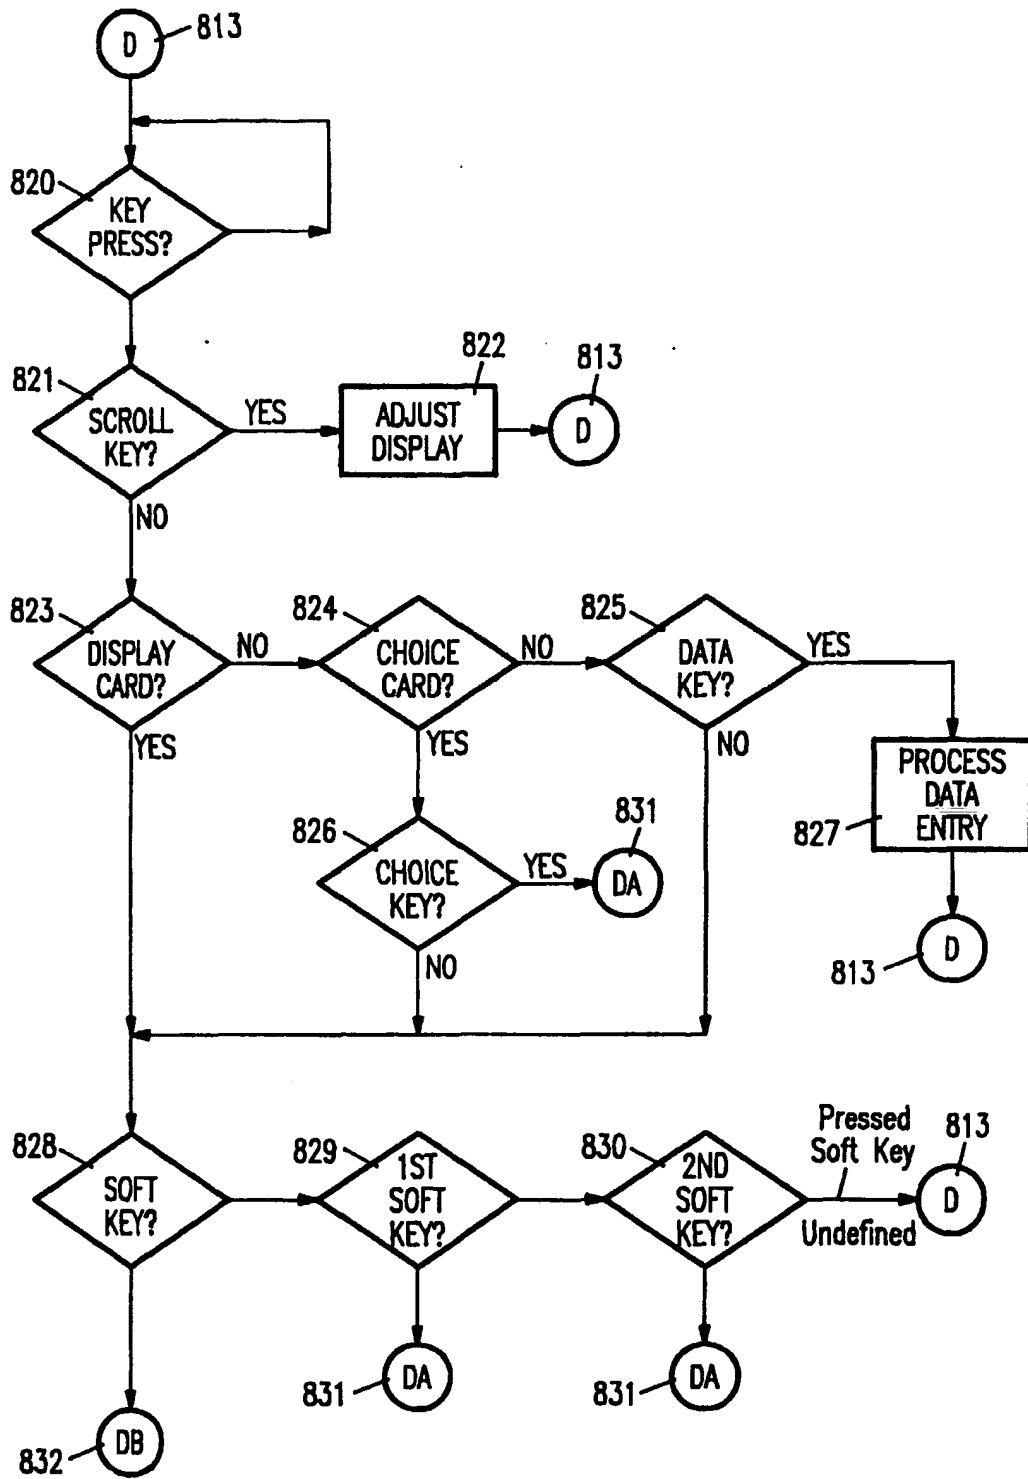 D
813
820
KEY
PRESS?
821
SCROLL
KEY?
YES
NO
822
ADJUST
DISPLAY
813
D
823
DISPLAY
CARD?
NO
YES
824
CHOICE
CARD?
NO
YES
825
DATA
KEY?
YES
NO
PROCESS
DATA
ENTRY
827
D
813
826
CHOICE
KEY?
YES
NO
831
DA
828
SOFT
KEY?
829
1ST
SOFT
KEY?
830
2ND
SOFT
KEY?
Pressed
Soft Key
Undefined
813
D
DA
831
DA
831
DB
832